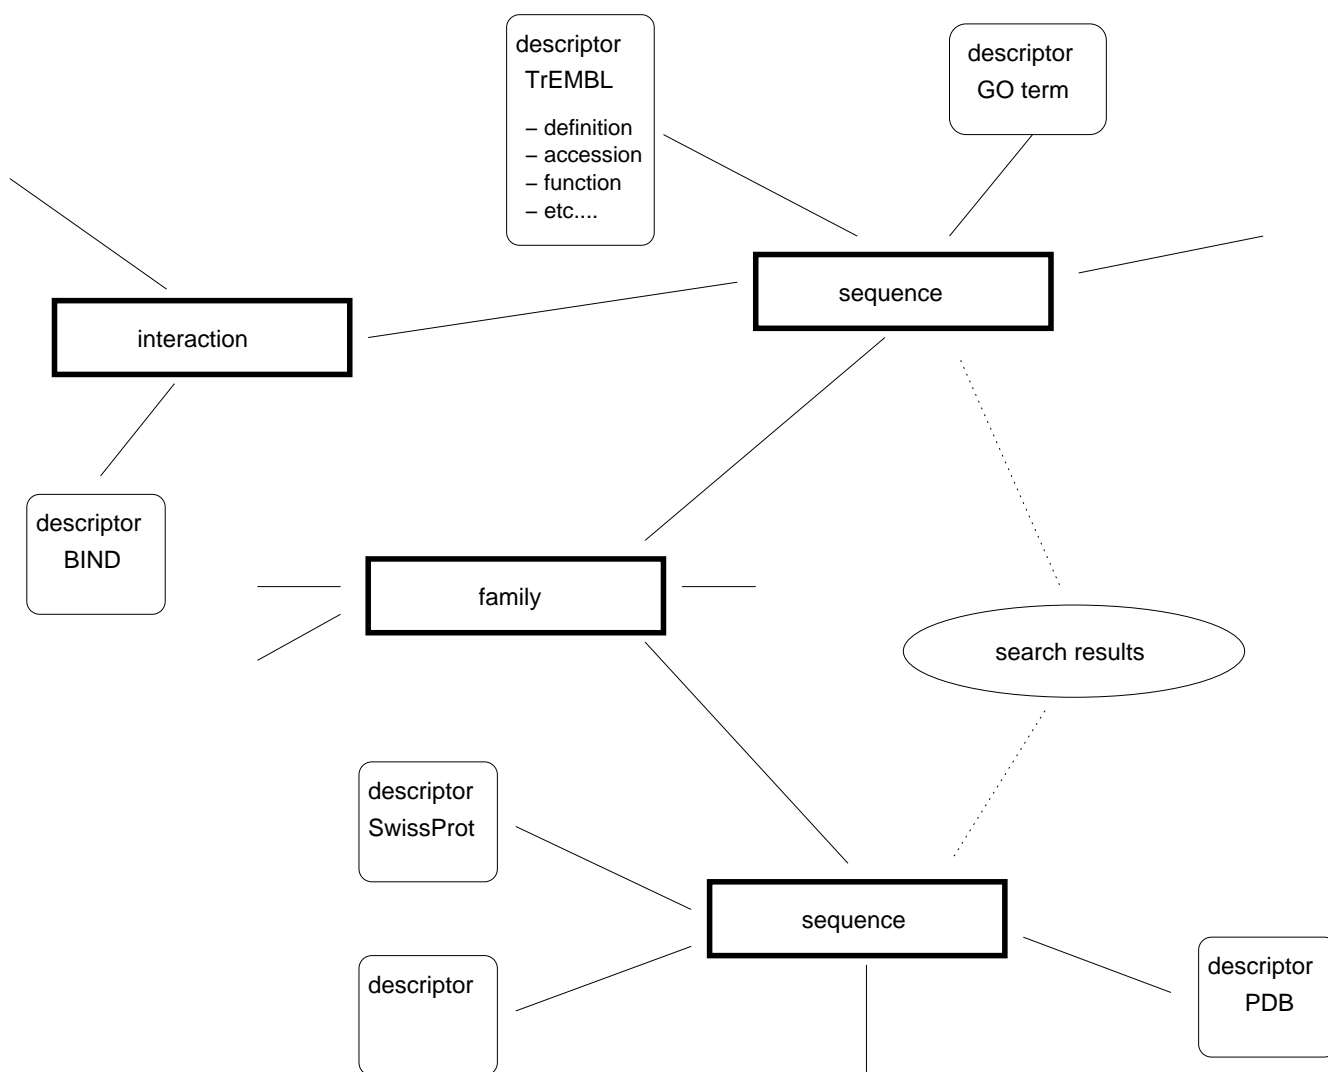 descriptor
TrEMBL
– definition
– accession
– function
– etc....
descriptor
GO term
sequence
interaction
descriptor
BIND
family
search results
descriptor
SwissProt
sequence
descriptor
descriptor
PDB